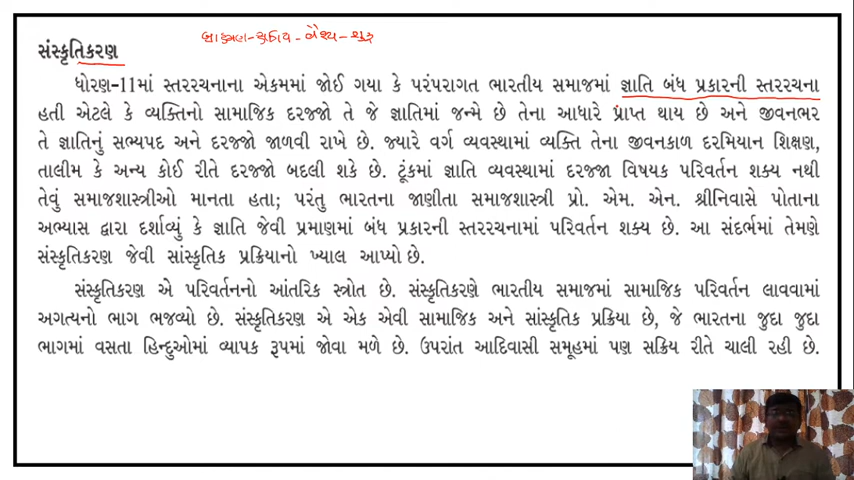 બ્રાહ્મણ-ક્ષત્રિય-વૈશ્ય-શુદ્ર
સંસ્કૃતિકરણ
ધોરણ-11માં સ્તરરચનાના એકમમાં જોઈ ગયા કે પરંપરાગત ભારતીય સમાજમાં જ્ઞાતિ બંધ પ્રકારની સ્તરરચના
હતી એટલે કે વ્યક્તિનો સામાજિક દરજ્જો તે જે જ્ઞાતિમાં જન્મે છે તેના આધારે પ્રાપ્ત થાય છે અને જીવનભર
તે જ્ઞાતિનું સભ્યપદ અને દરજ્જો જાળવી રાખે છે. જ્યારે વર્ગ વ્યવસ્થામાં વ્યક્તિ તેના જીવનકાળ દરમિયાન શિક્ષણ,
તાલીમ કે અન્ય કોઈ રીતે દરજ્જો બદલી શકે છે. ટૂંકમાં જ્ઞાતિ વ્યવસ્થામાં દરજ્જા વિષયક પરિવર્તન શક્ય નથી
તેવું સમાજશાસ્ત્રીઓ માનતા હતા; પરંતુ ભારતના જાણીતા સમાજશાસ્ત્રી પ્રો. એમ. એન. શ્રીનિવાસે પોતાના
અભ્યાસ દ્વારા દર્શાવ્યું કે જ્ઞાતિ જેવી પ્રમાણમાં બંધ પ્રકારની સ્તરરચનામાં પરિવર્તન શક્ય છે. આ સંદર્ભમાં તેમણે
સંસ્કૃતિકરણ જેવી સાંસ્કૃતિક પ્રક્રિયાનો ખ્યાલ આપ્યો છે.
સંસ્કૃતિકરણ એ પરિવર્તનનો આંતરિક સ્ત્રોત છે. સંસ્કૃતિકરણે ભારતીય સમાજમાં સામાજિક પરિવર્તન લાવવામાં
અગત્યનો ભાગ ભજવ્યો છે. સંસ્કૃતિકરણ એ એક એવી સામાજિક અને સાંસ્કૃતિક પ્રક્રિયા છે, જે ભારતના જુદા જુદા
ભાગમાં વસતા હિન્દુઓમાં વ્યાપક રૂપમાં જોવા મળે છે. ઉપરાંત આદિવાસી સમૂહમાં પણ સક્રિય રીતે ચાલી રહી છે.